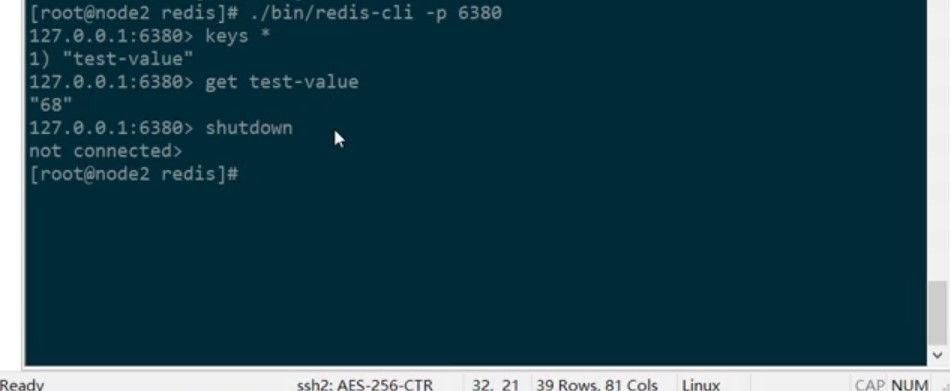 [root@node2 redis]# ./bin/redis-cli -p 6380
127.0.0.1:6380> keys *
1) "test-value"
127.0.0.1:6380> get test-value
"68"
127.0.0.1:6380> shutdown
not connected>
[root@node2 redis]#
Ready ssh2: AES-256-CTR 32, 21 39 Rows, 81 Cols Linux CAP NUM